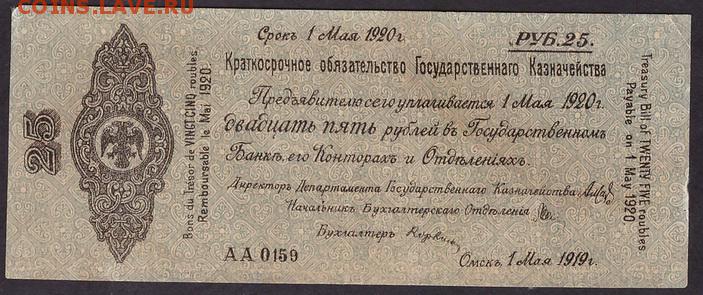 COINS.LAVE.RU
Срокъ 1 Мая 1920 г.
РУБ. 25.
Краткосрочное обязательство Государственнаго Казначейства
Предъявителю сего уплачивается 1 Мая 1920 г.
двадцать пять рублей въ Государственномъ
Банкѣ, его Конторахъ и Отдѣленіяхъ.
Директоръ Департамента Государственнаго Казначейства
Начальникъ Бухгалтерскаго Отдѣленія
Бухгалтеръ
АА 0159
Омскъ, 1 Мая 1919 г.
25
Bons du Trésor de VINGT CINQ roubles,
Remboursable le 1 Mai 1920
Treasury Bill of TWENTY FIVE roubles
Payable on 1 May 1920